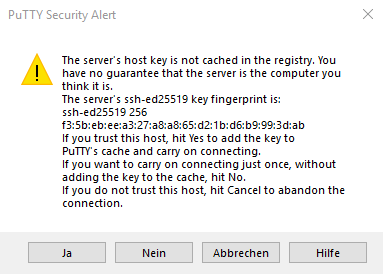 PuTTY Security Alert
The server's host key is not cached in the registry. You
have no guarantee that the server is the computer you
think it is.
The server's ssh-ed25519 key fingerprint is:
ssh-ed25519 256
f3:5b:eb:ee:a3:27:a8:a8:65:d2:1b:d6:b9:99:3d:ab
If you trust this host, hit Yes to add the key to
PuTTY's cache and carry on connecting.
If you want to carry on connecting just once, without
adding the key to the cache, hit No.
If you do not trust this host, hit Cancel to abandon the
connection.
Ja
Nein
Abbrechen
Hilfe